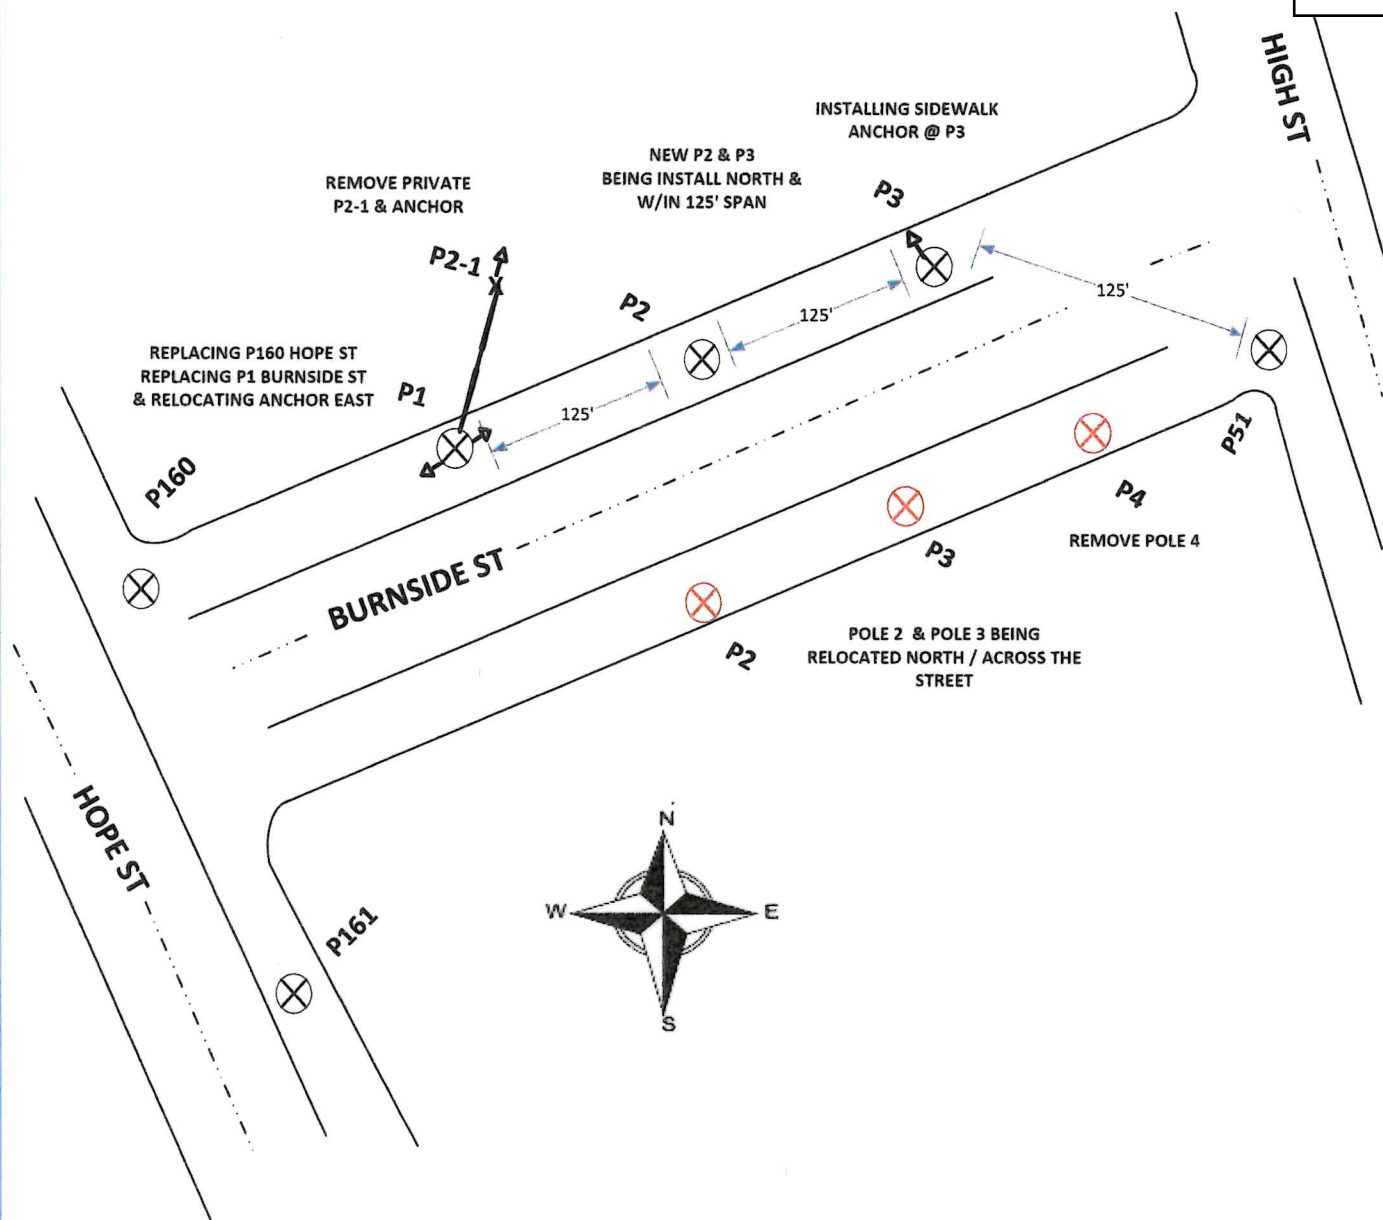 HIGH ST
INSTALLING SIDEWALK
ANCHOR @ P3
NEW P2 & P3
BEING INSTALL NORTH &
W/IN 125' SPAN
REMOVE PRIVATE
P2-1 & ANCHOR
P3
P2-1
125'
P2
125'
REPLACING P160 HOPE ST
REPLACING P1 BURNSIDE ST
& RELOCATING ANCHOR EAST
P1
125'
P51
P160
P4
REMOVE POLE 4
P3
BURNSIDE ST
P2
POLE 2 & POLE 3 BEING
RELOCATED NORTH / ACROSS THE
STREET
HOPE ST
N
W
E
S
P161